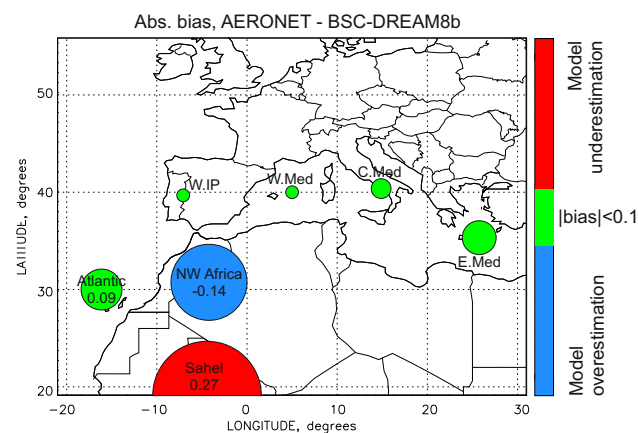 Abs. bias, AERONET - BSC-DREAM8b
50
40
30
20
LATITUDE, degrees
-20
-10
0
10
20
30
LONGITUDE, degrees
W.IP
W.Med
C.Med
E.Med
Atlantic
0.09
NW Africa
-0.14
Sahel
0.27
Model
underestimation
|bias|<0.1
Model
overrestimation